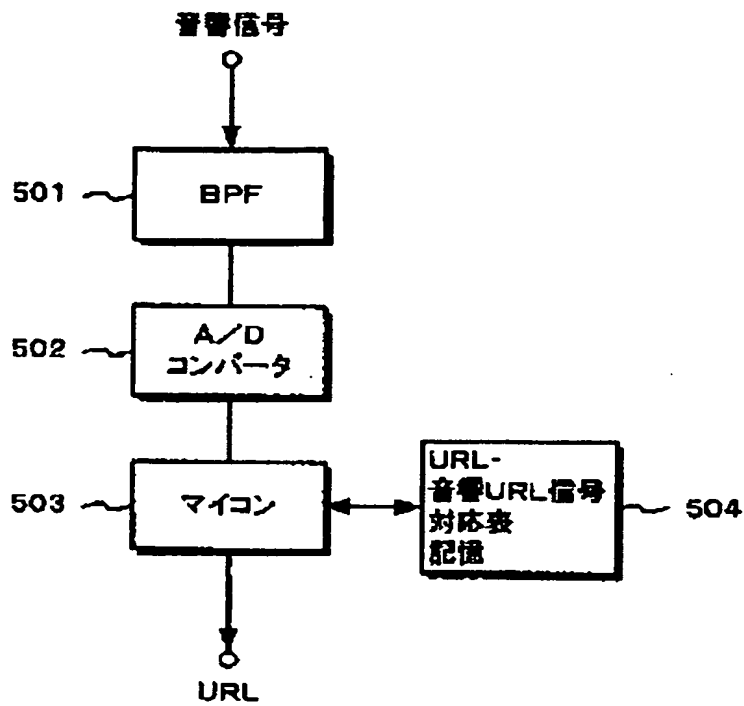 音響信号
501
BPF
502
A/D
コンバータ
503
マイコン
URL-
音響URL信号
対応表
記憶
504
URL